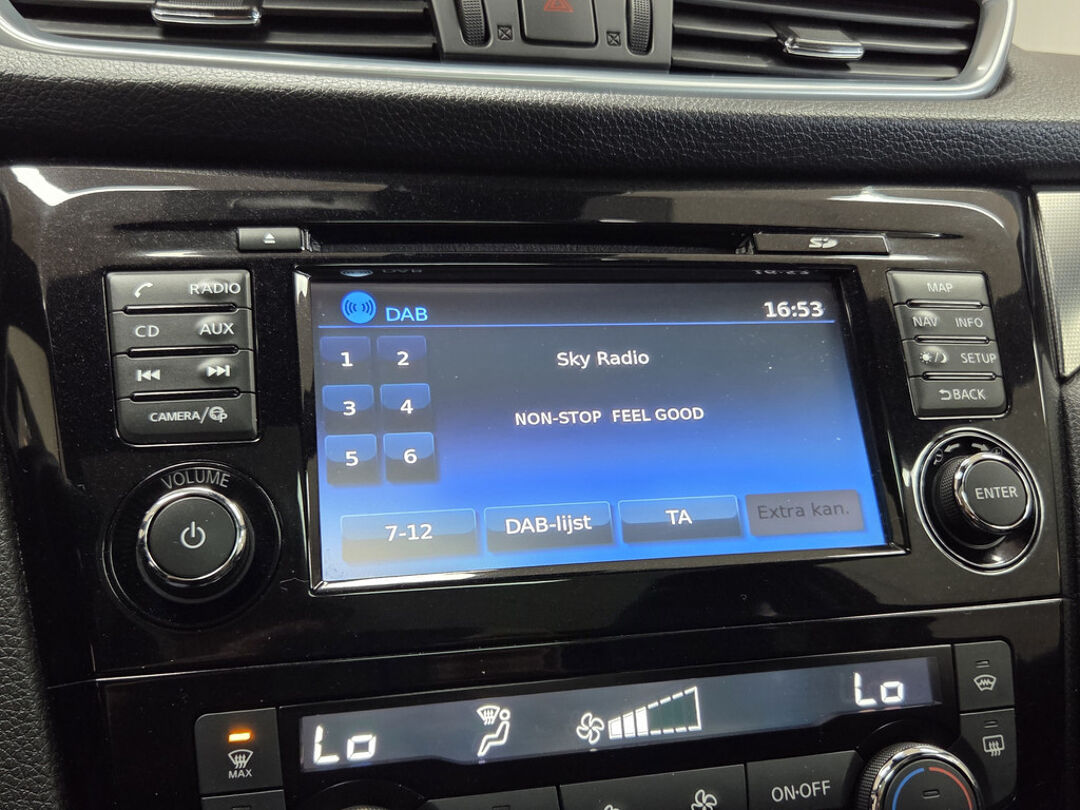 SD
RADIO
CD AUX
CAMERA/
VOLUME
DAB 16:53
1 2
3 4
5 6
Sky Radio
NON-STOP FEEL GOOD
7-12 DAB-lijst TA Extra kan.
MAP
NAV INFO
SETUP
BACK
ENTER
Lo Lo
MAX
ON·OFF